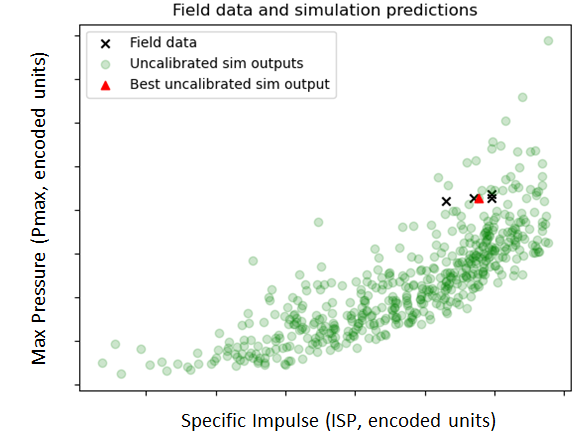 Field data and simulation predictions
Field data
Uncalibrated sim outputs
Best uncalibrated sim output
Max Pressure (Pmax, encoded units)
Specific Impulse (ISP, encoded units)